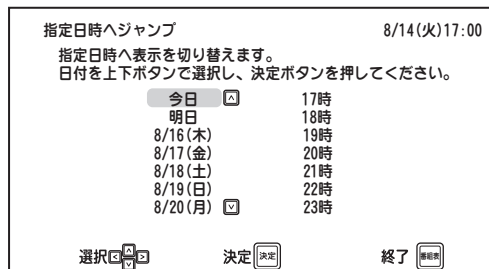 指定日時へジャンプ 8/14(火)17:00
指定日時へ表示を切り替えます。
日付を上下ボタンで選択し、決定ボタンを押してください。
今日 17時
明日 18時
8/16(木) 19時
8/17(金) 20時
8/18(土) 21時
8/19(日) 22時
8/20(月) 23時
選択 決定 決定 終了 番組表